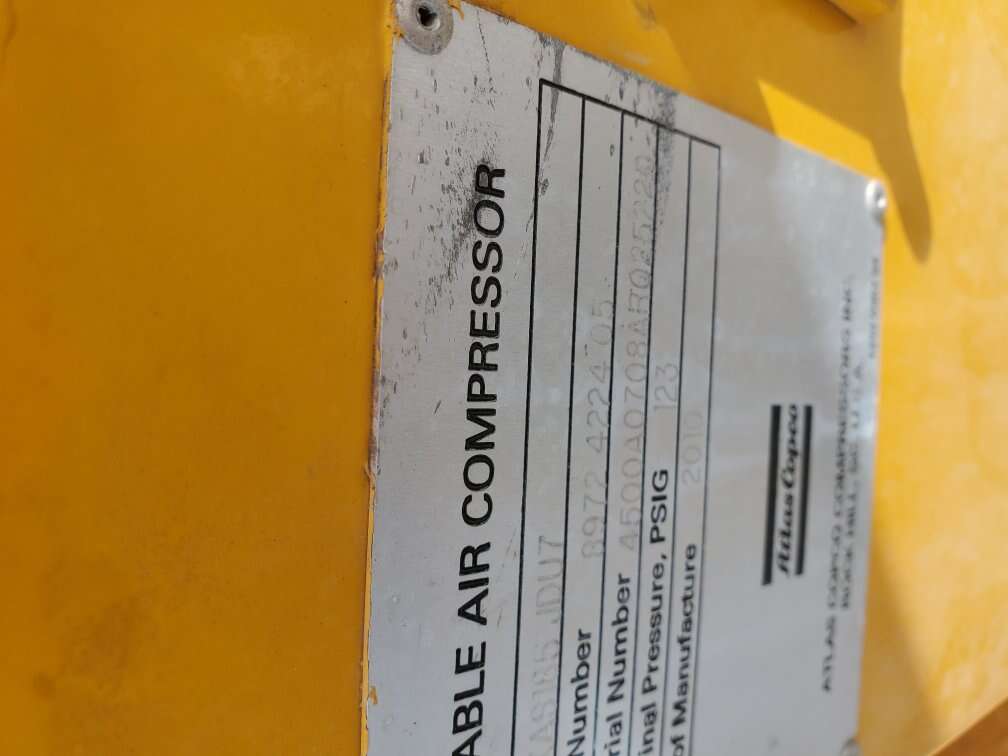 ABLE AIR COMPRESSOR
XAS185 JDU7
Number 8972 4224 05
rial Number 4500A0708AR0252220
inal Pressure, PSIG 123
of Manufacture 2010
Atlas Copco
ATLAS COPCO COMPRESSORS INC.
ROCK HILL, SC U.S.A.